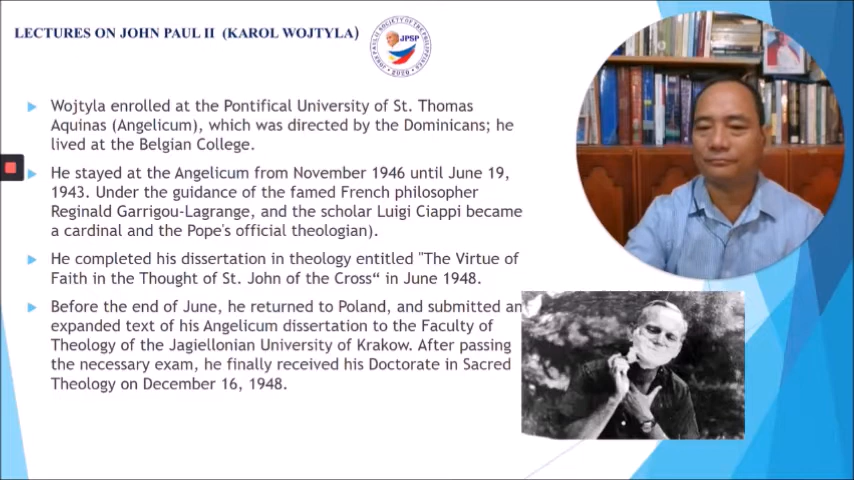 LECTURES ON JOHN PAUL II (KAROL WOJTYLA)
JPSP
2020
Wojtyla enrolled at the Pontifical University of St. Thomas
Aquinas (Angelicum), which was directed by the Dominicans; he
lived at the Belgian College.
He stayed at the Angelicum from November 1946 until June 19,
1943. Under the guidance of the famed French philosopher
Reginald Garrigou-Lagrange, and the scholar Luigi Ciappi became
a cardinal and the Pope's official theologian).
He completed his dissertation in theology entitled "The Virtue of
Faith in the Thought of St. John of the Cross“ in June 1948.
Before the end of June, he returned to Poland, and submitted an
expanded text of his Angelicum dissertation to the Faculty of
Theology of the Jagiellonian University of Krakow. After passing
the necessary exam, he finally received his Doctorate in Sacred
Theology on December 16, 1948.